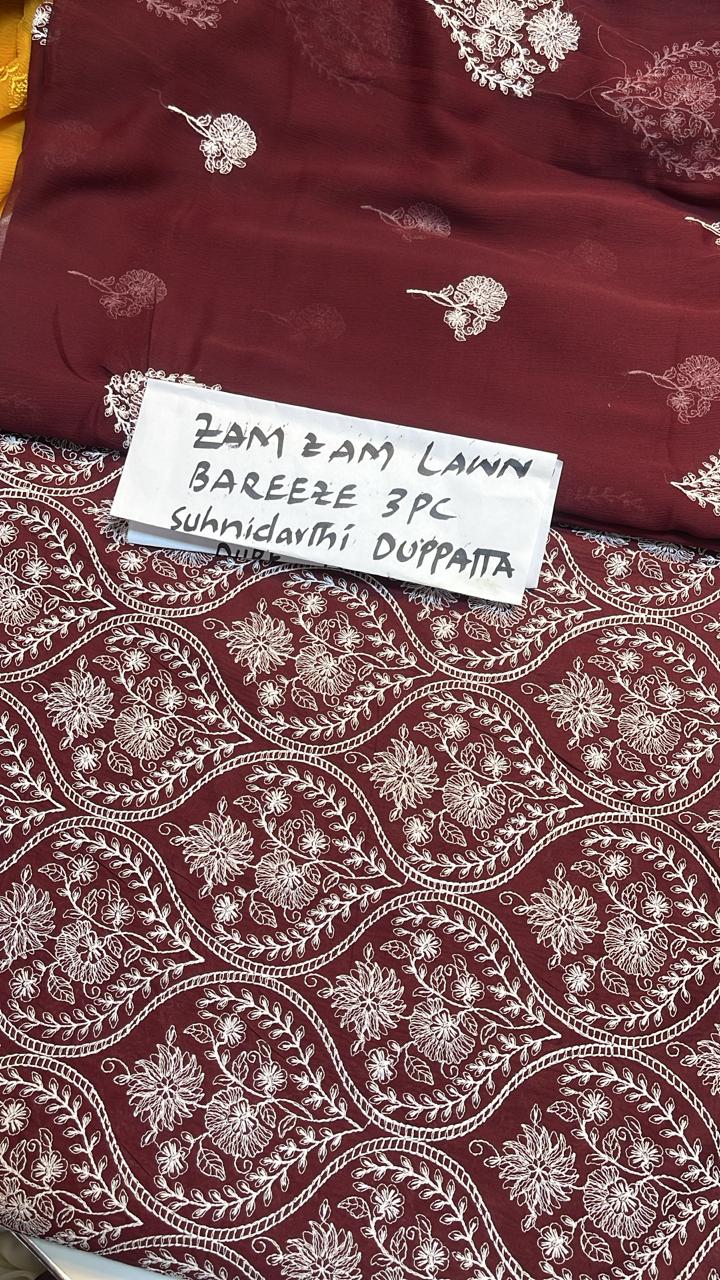 ZAM ZAM LAWN
BAREEZE 3PC
suhnidarthi DUPPATTA